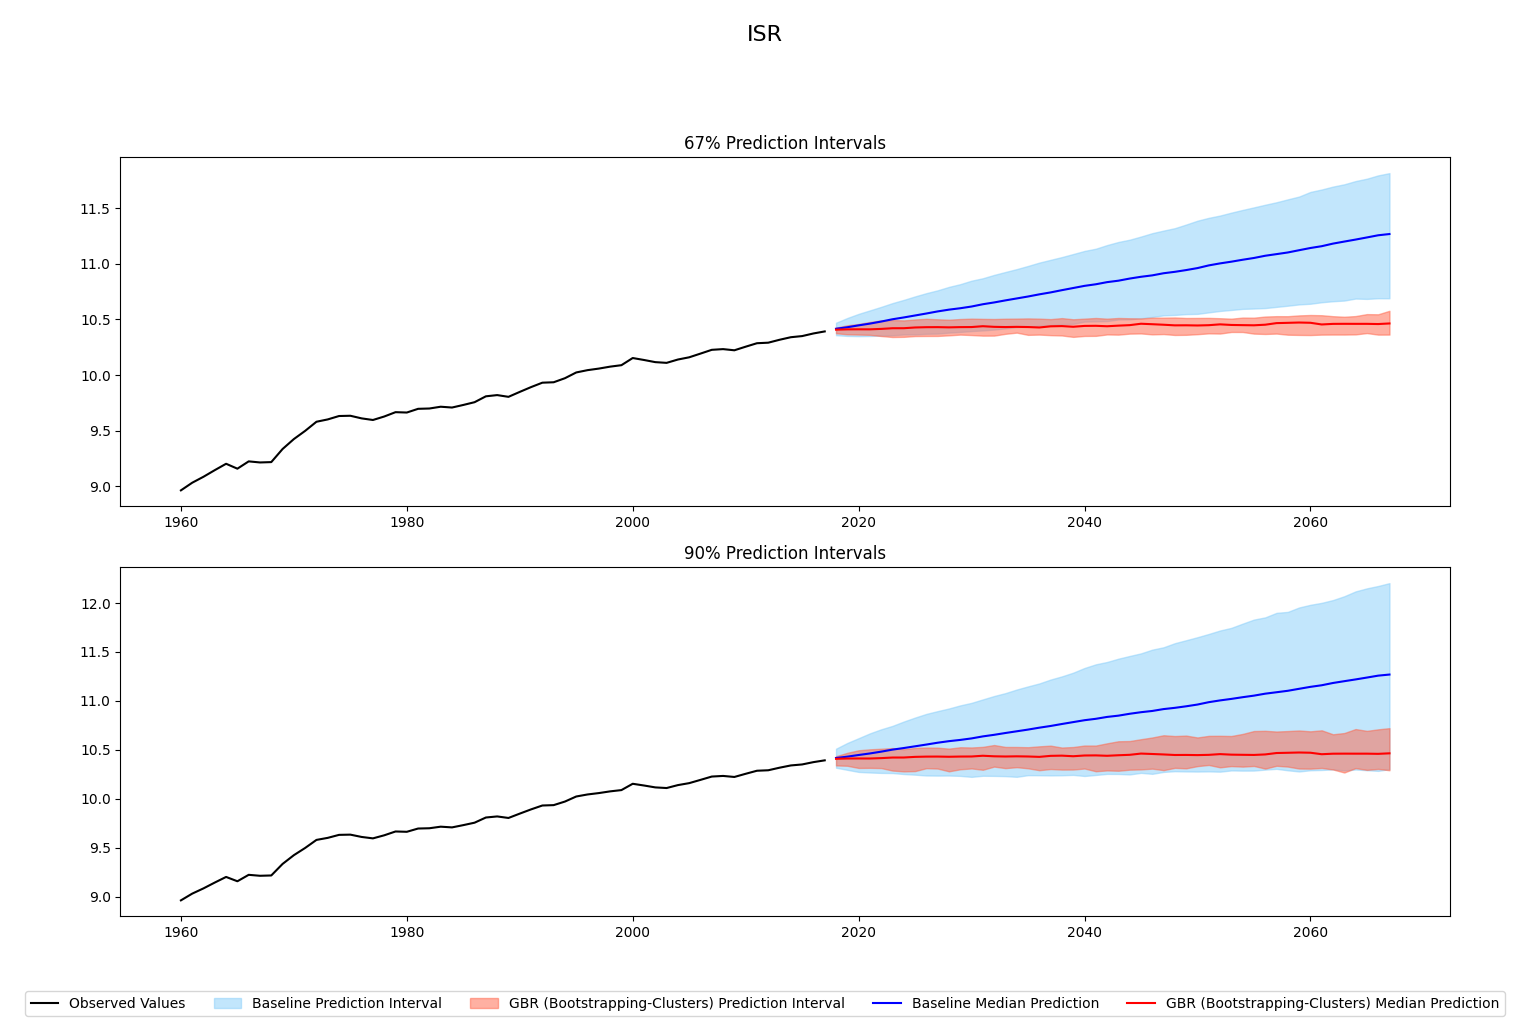 ISR
67% Prediction Intervals
11.5
11.0
10.5
10.0
9.5
9.0
1960 1980 2000 2020 2040 2060
90% Prediction Intervals
12.0
11.5
11.0
10.5
10.0
9.5
9.0
1960 1980 2000 2020 2040 2060
Observed Values Baseline Prediction Interval GBR (Bootstrapping-Clusters) Prediction Interval Baseline Median Prediction GBR (Bootstrapping-Clusters) Median Prediction